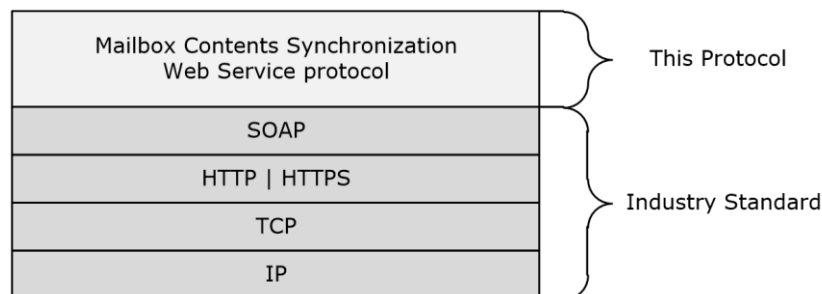 Mailbox Contents Synchronization
Web Service protocol
This Protocol
SOAP
HTTP | HTTPS
TCP
IP
Industry Standard